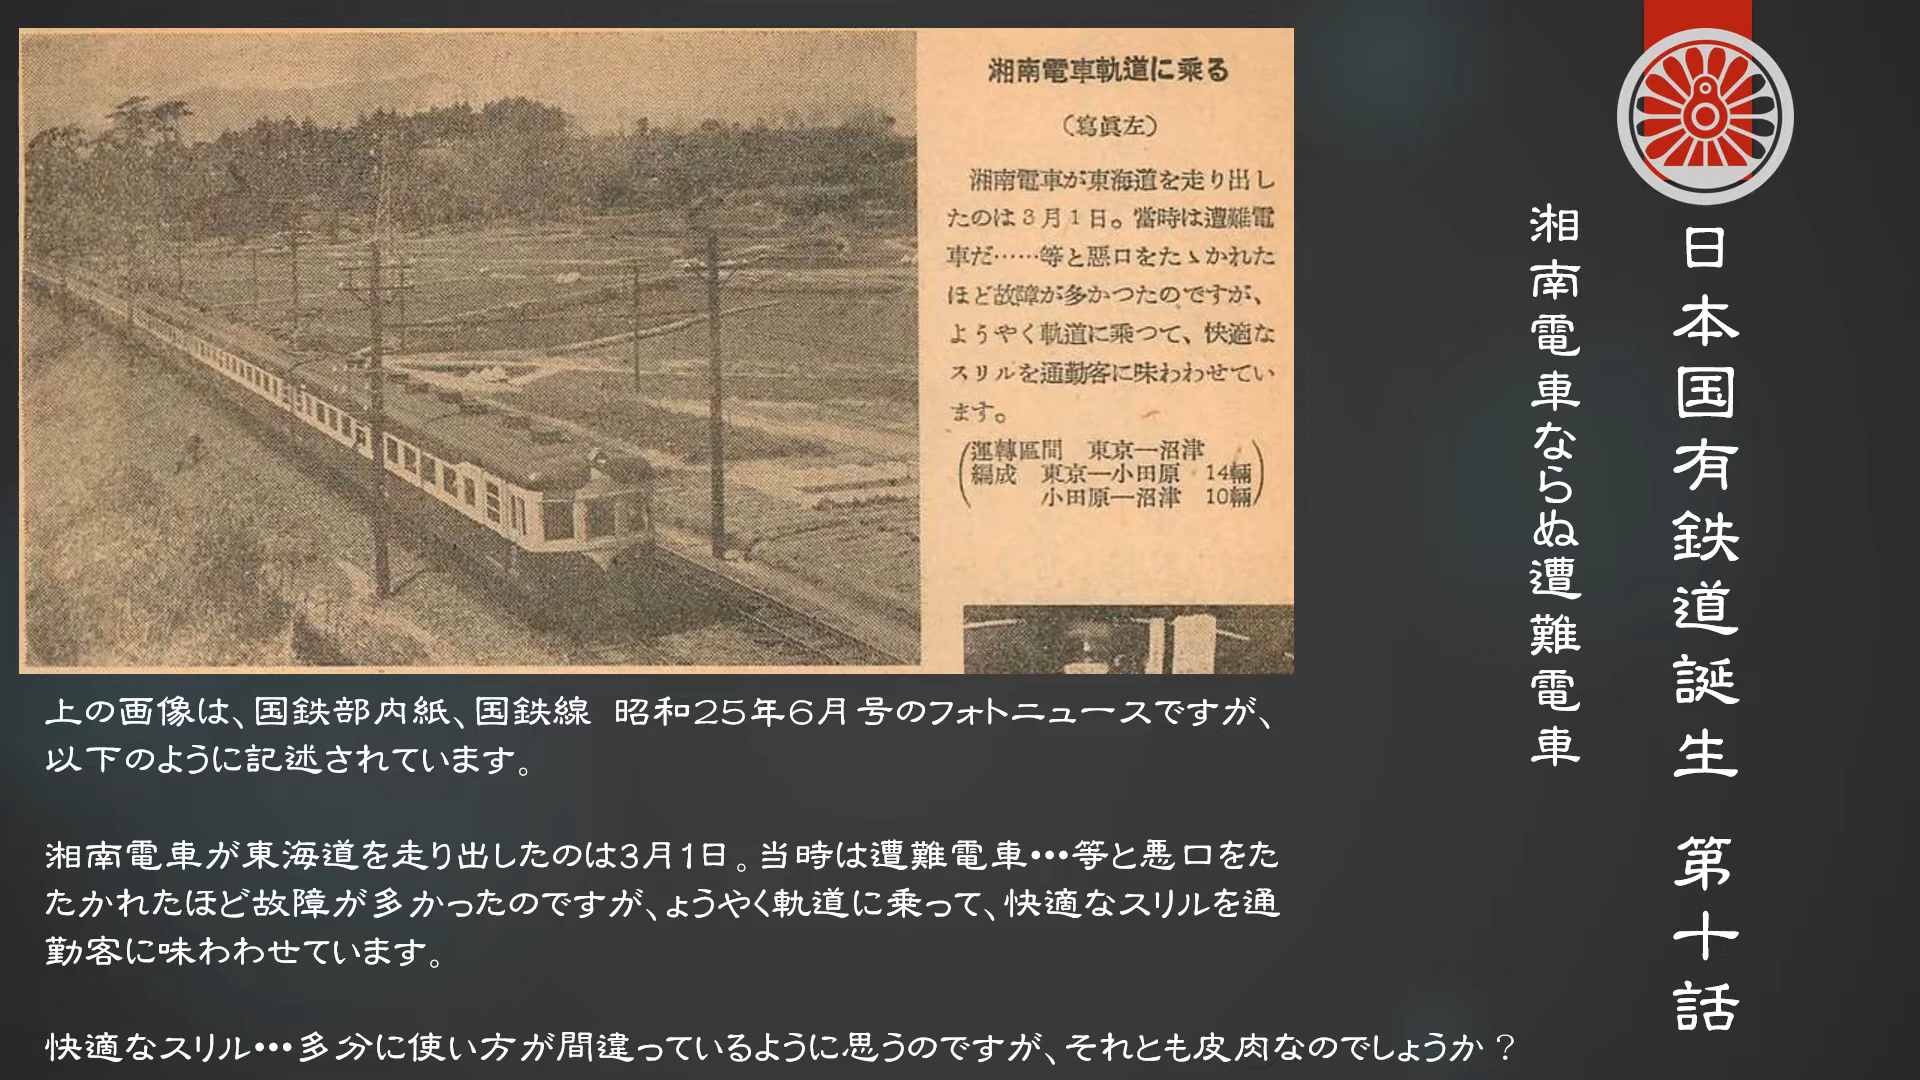 日本国有鉄道誕生 第十話
湘南電車ならぬ遭難電車
湘南電車軌道に乗る
（寫眞左）
湘南電車が東海道を走り出し
たのは３月１日。當時は遭難電
車だ……等と悪口をたゝかれた
ほど故障が多かつたのですが、
ようやく軌道に乗つて、快適な
スリルを通勤客に味わわせてい
ます。
（運轉區間　東京―沼津
編成　東京―小田原　14輛
小田原―沼津　10輛）
上の画像は、国鉄部内紙、国鉄線 昭和25年6月号のフォトニュースですが、
以下のように記述されています。
湘南電車が東海道を走り出したのは3月1日。当時は遭難電車•••等と悪口をた
たかれたほど故障が多かったのですが、ょうやく軌道に乗って、快適なスリルを通
勤客に味わわせています。
快適なスリル•••多分に使い方が間違っているように思うのですが、それとも皮肉なのでしょうか？